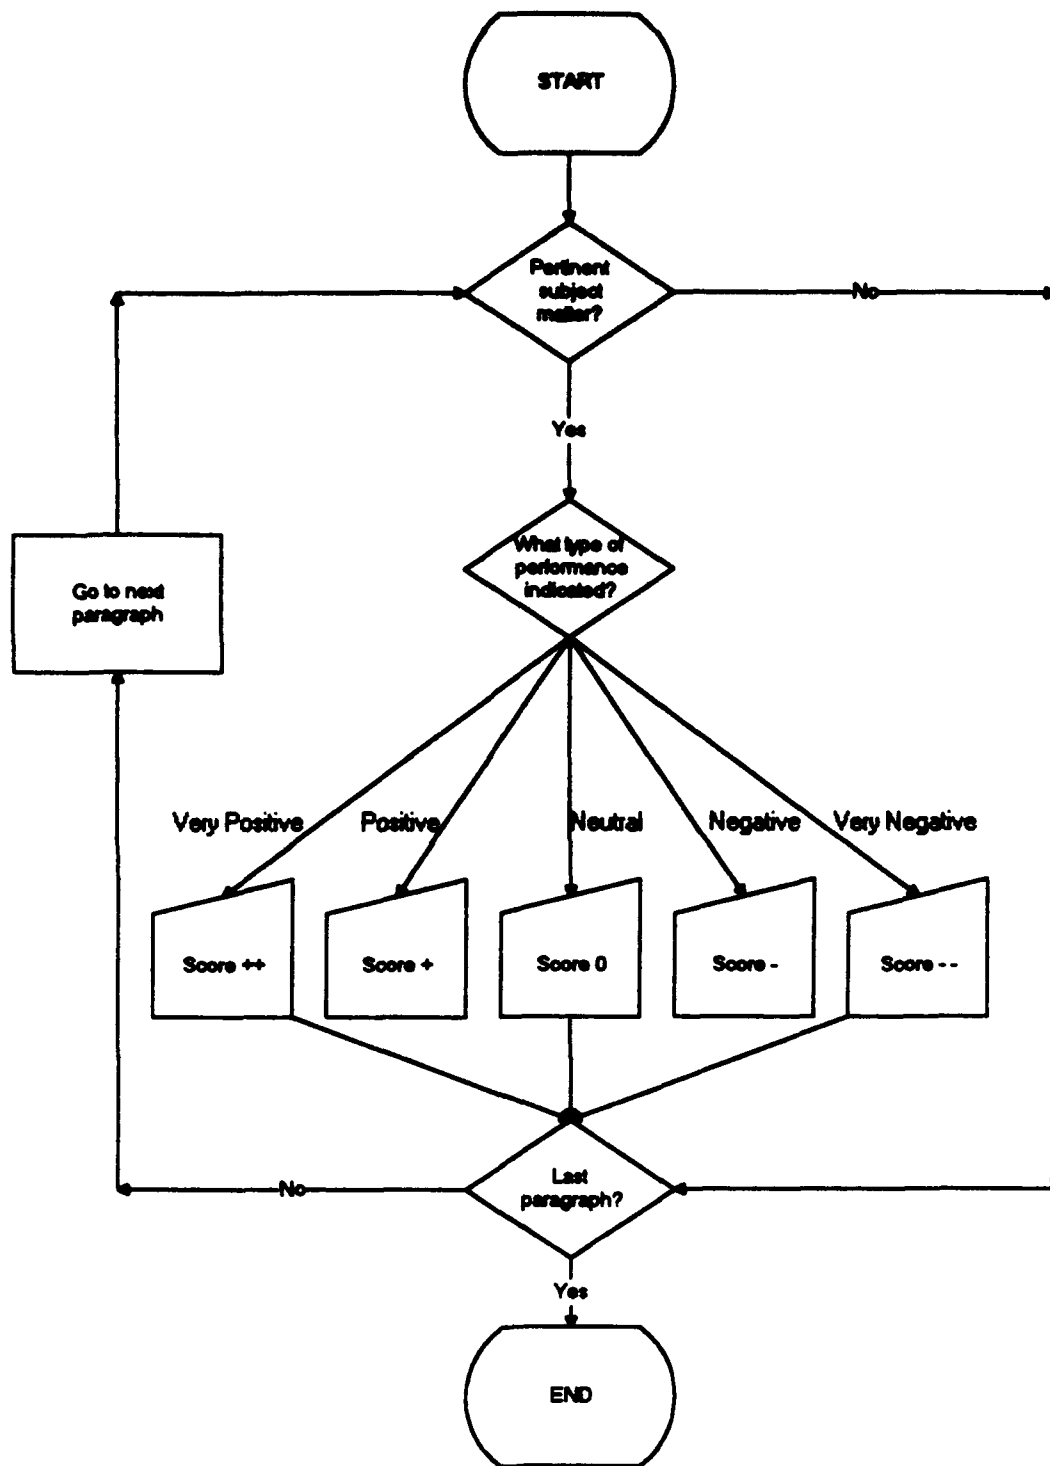 START
Pertinent
subject
matter?
No
Yes
What type of
performance
indicated?
Go to next
paragraph
Very Positive
Positive
Neutral
Negative
Very Negative
Score ++
Score +
Score 0
Score -
Score - -
Last
paragraph?
No
Yes
END